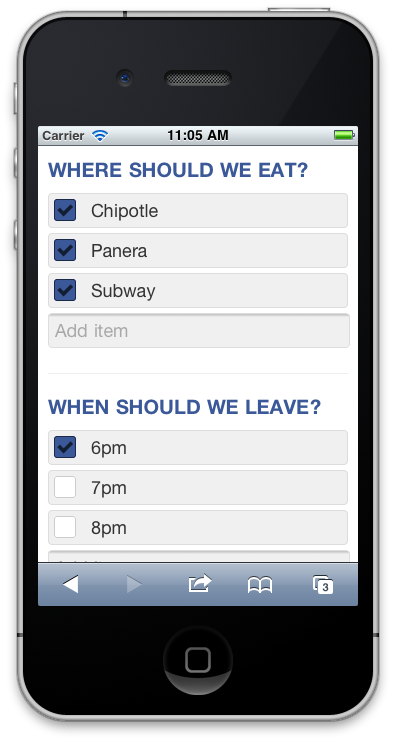 Carrier 11:05 AM
WHERE SHOULD WE EAT?
Chipotle
Panera
Subway
Add item
WHEN SHOULD WE LEAVE?
6pm
7pm
8pm
3